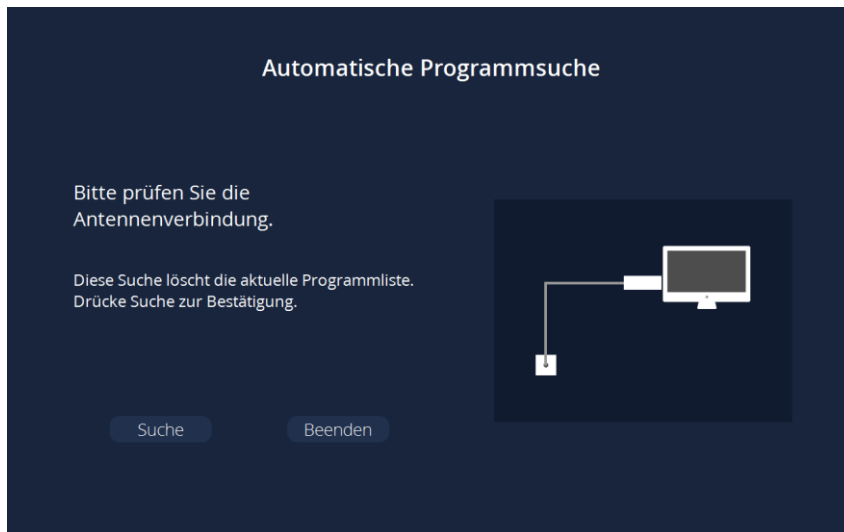 Automatische Programmsuche
Bitte prüfen Sie die
Antennenverbindung.
Diese Suche löscht die aktuelle Programmliste.
Drücke Suche zur Bestätigung.
Suche
Beenden